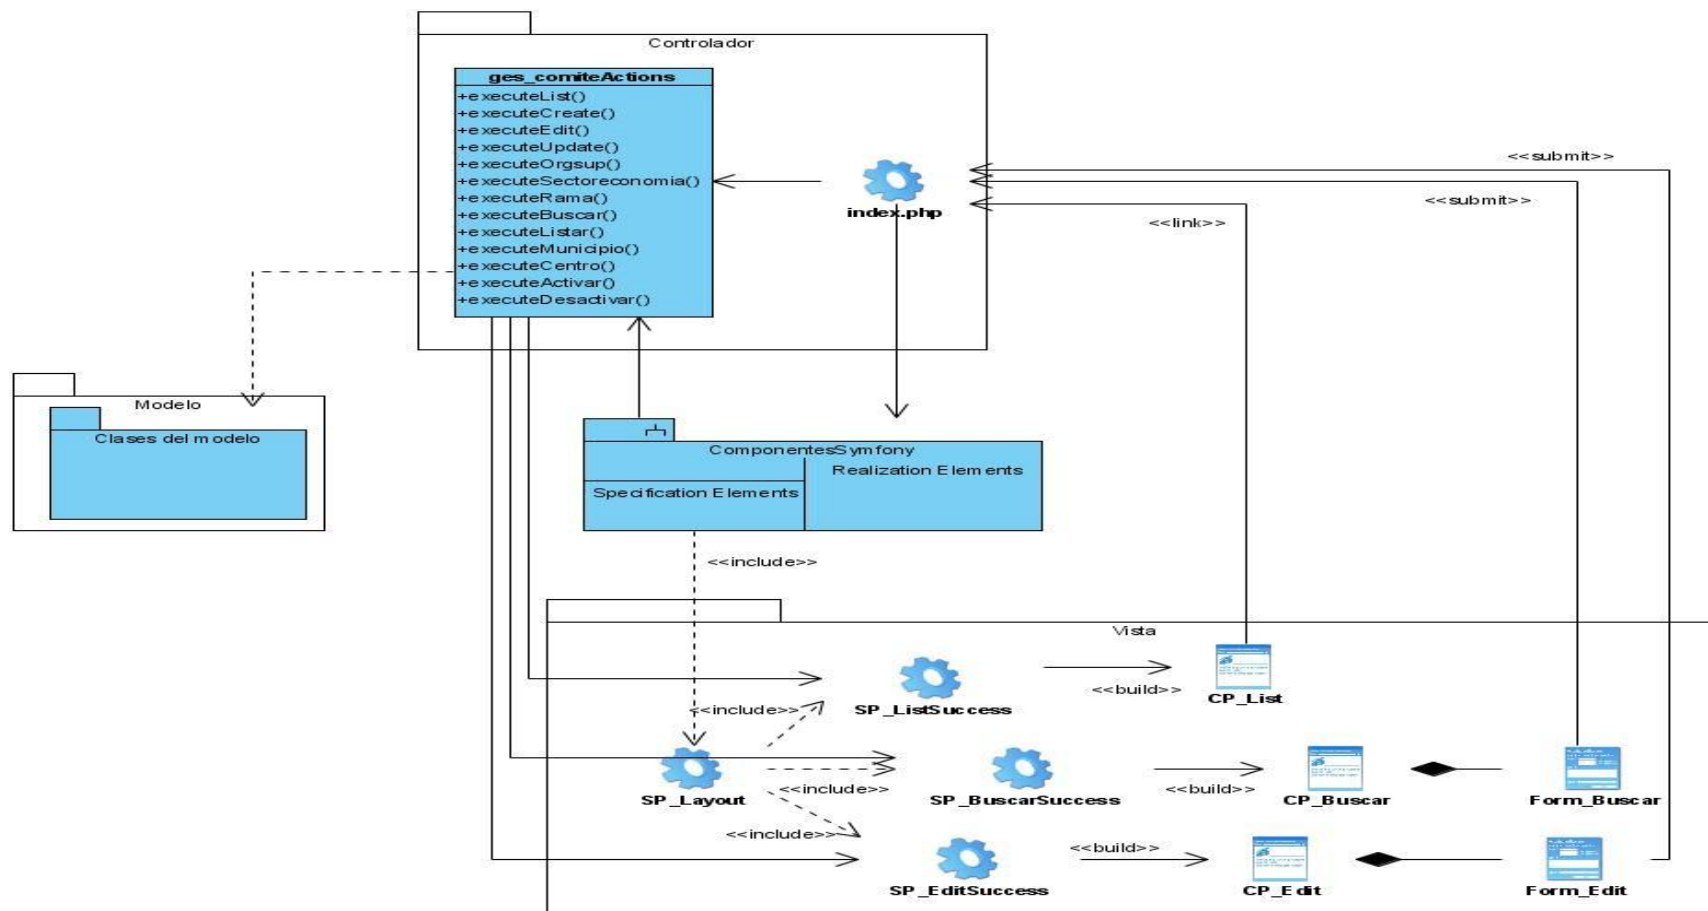 Controlador
ges_comiteActions
+executeList()
+executeCreate()
+executeEdit()
+executeUpdate()
+executeOrgsup()
+executeSectoreconomia()
+executeRama()
+executeBuscar()
+executeListar()
+executeMunicipio()
+executeCentro()
+executeActivar()
+executeDesactivar()
index.php
<<submit>>
<<submit>>
<<link>>
Modelo
Clases del modelo
ComponentesSymfony
Realization Elements
Specification Elements
<<include>>
Vista
<<include>>
SP_ListSuccess
<<build>>
CP_List
SP_Layout
<<include>>
SP_BuscarSuccess
<<build>>
CP_Buscar
Form_Buscar
<<include>>
SP_EditSuccess
<<build>>
CP_Edit
Form_Edit